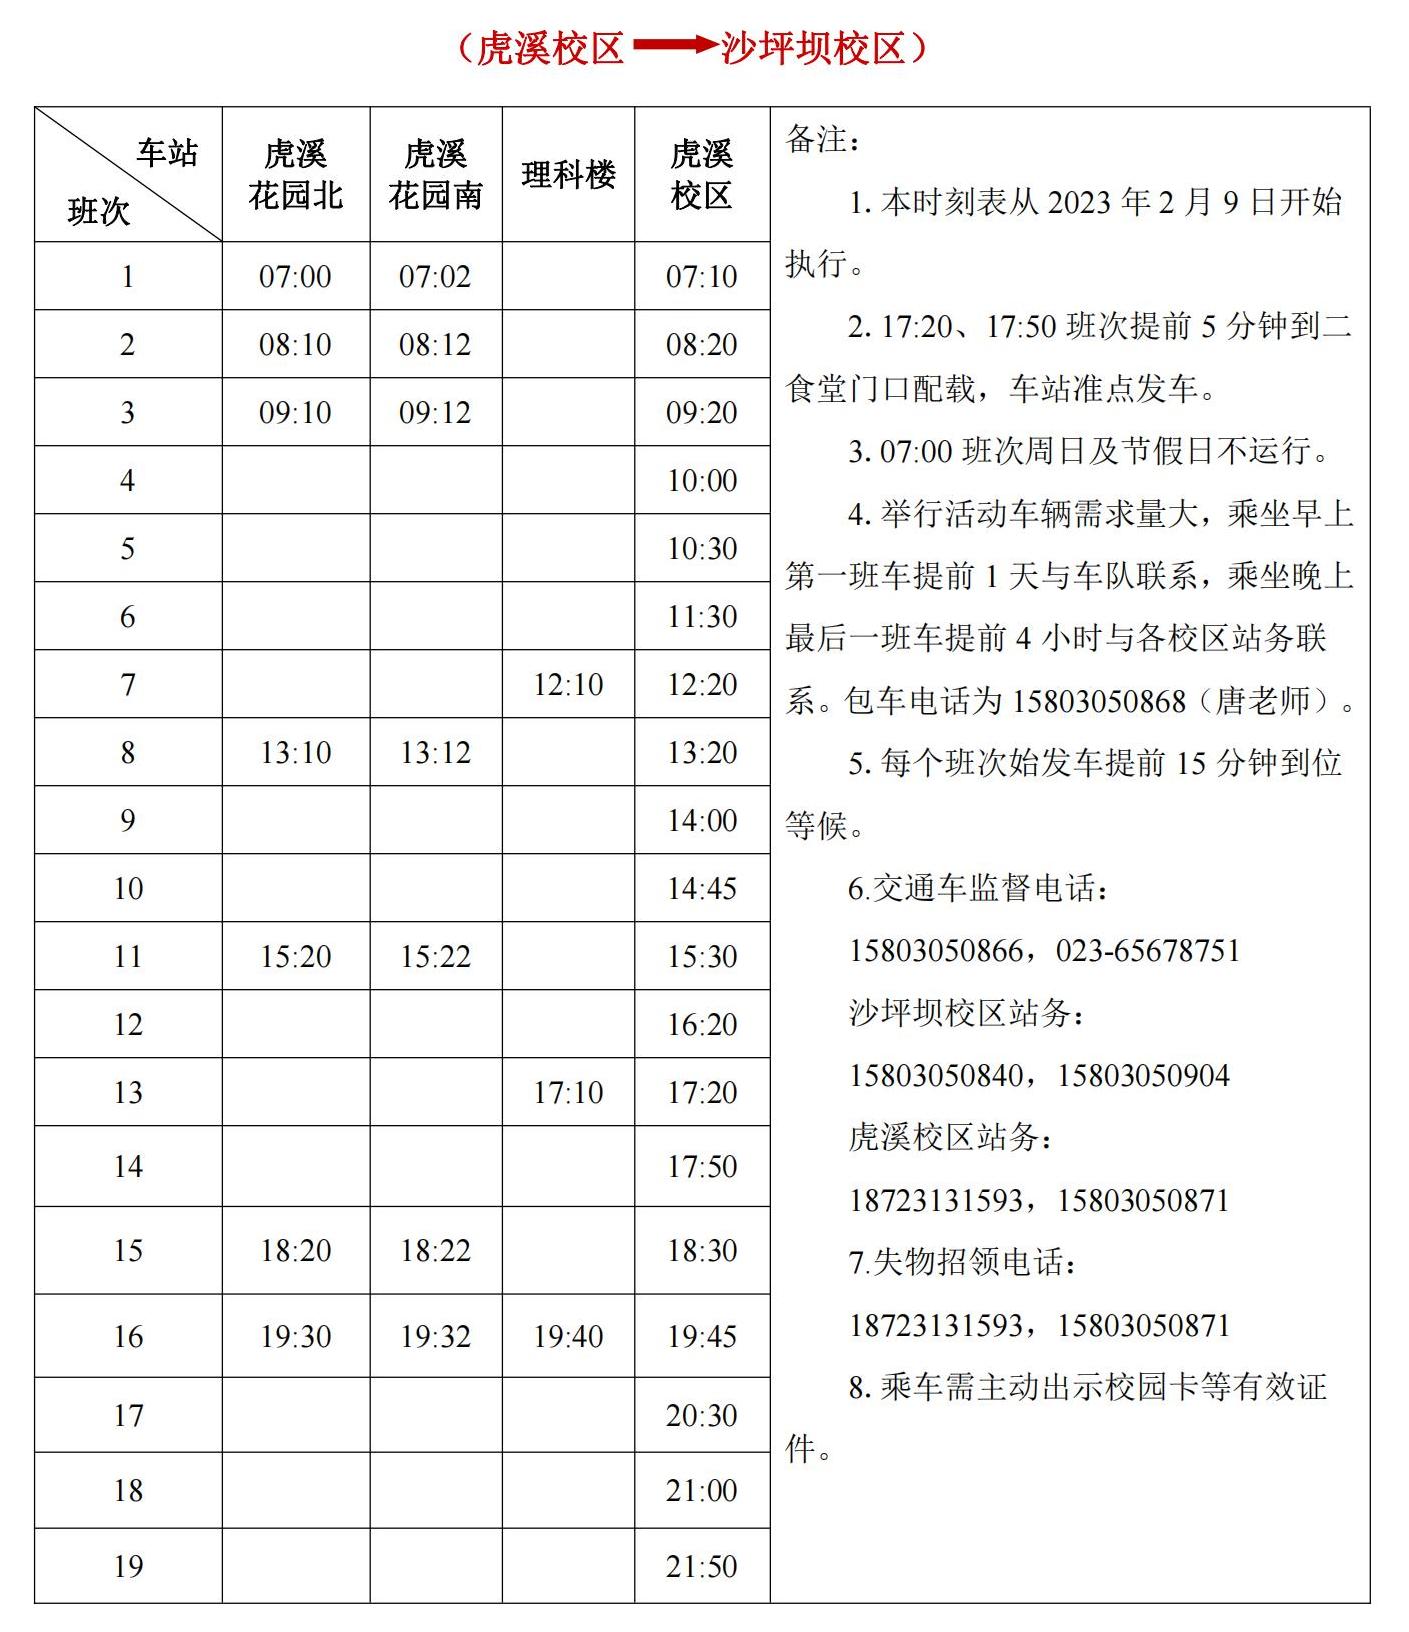 （虎溪校区 沙坪坝校区）
车站
班次
虎溪
花园北
虎溪
花园南
理科楼
虎溪
校区
1 07:00 07:02 07:10
2 08:10 08:12 08:20
3 09:10 09:12 09:20
4 10:00
5 10:30
6 11:30
7 12:10 12:20
8 13:10 13:12 13:20
9 14:00
10 14:45
11 15:20 15:22 15:30
12 16:20
13 17:10 17:20
14 17:50
15 18:20 18:22 18:30
16 19:30 19:32 19:40 19:45
17 20:30
18 21:00
19 21:50
备注：
1. 本时刻表从 2023 年 2 月 9 日开始
执行。
2. 17:20、17:50 班次提前 5 分钟到二
食堂门口配载，车站准点发车。
3. 07:00 班次周日及节假日不运行。
4. 举行活动车辆需求量大，乘坐早上
第一班车提前 1 天与车队联系，乘坐晚上
最后一班车提前 4 小时与各校区站务联
系。包车电话为 15803050868（唐老师）。
5. 每个班次始发车提前 15 分钟到位
等候。
6.交通车监督电话：
15803050866，023-65678751
沙坪坝校区站务：
15803050840，15803050904
虎溪校区站务：
18723131593，15803050871
7.失物招领电话：
18723131593，15803050871
8. 乘车需主动出示校园卡等有效证
件。